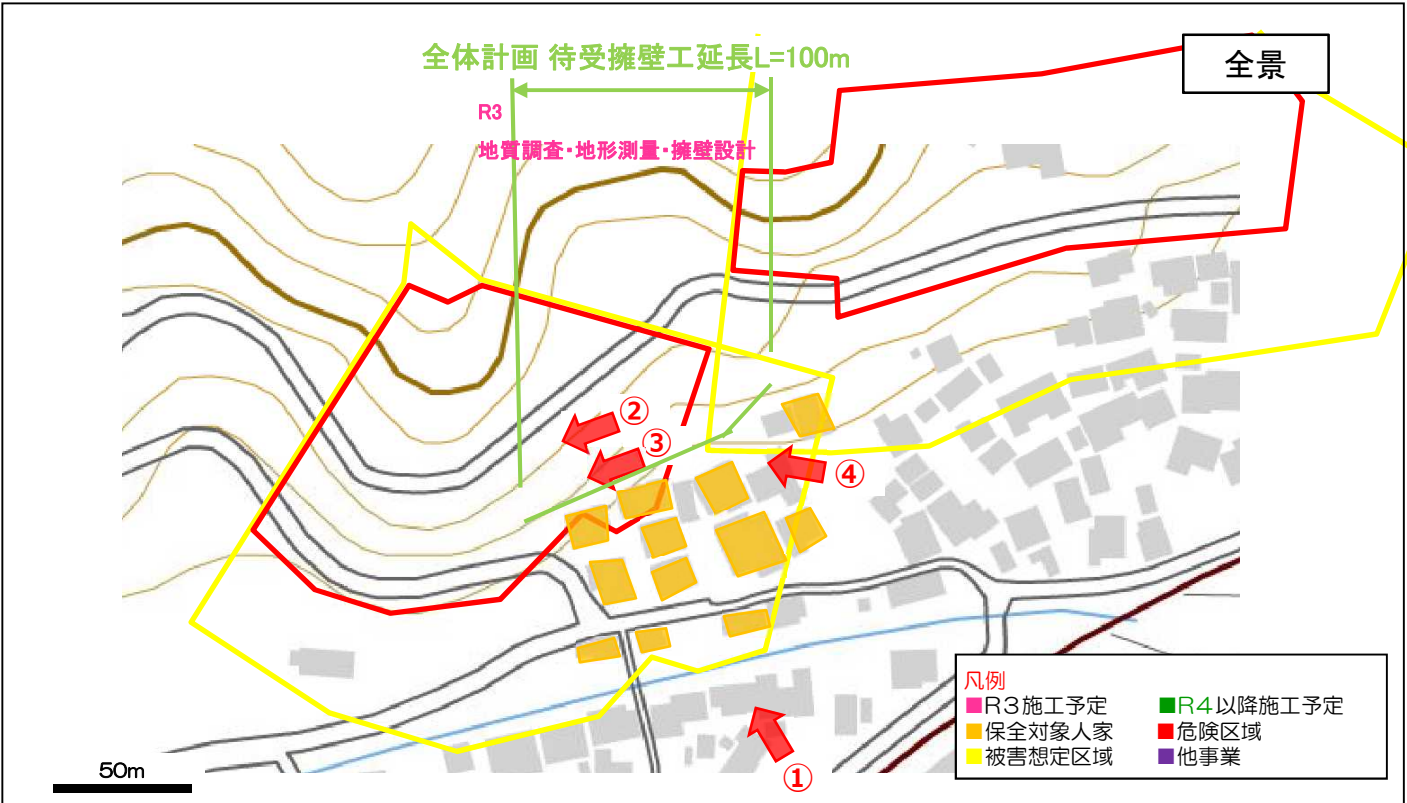 全景
全体計画 待受擁壁工延長L=100m
R3
地質調査・地形測量・擁壁設計
②
③
④
①
50m
凡例
■R3施工予定 ■R4以降施工予定
■保全対象人家 ■危険区域
■被害想定区域 ■他事業